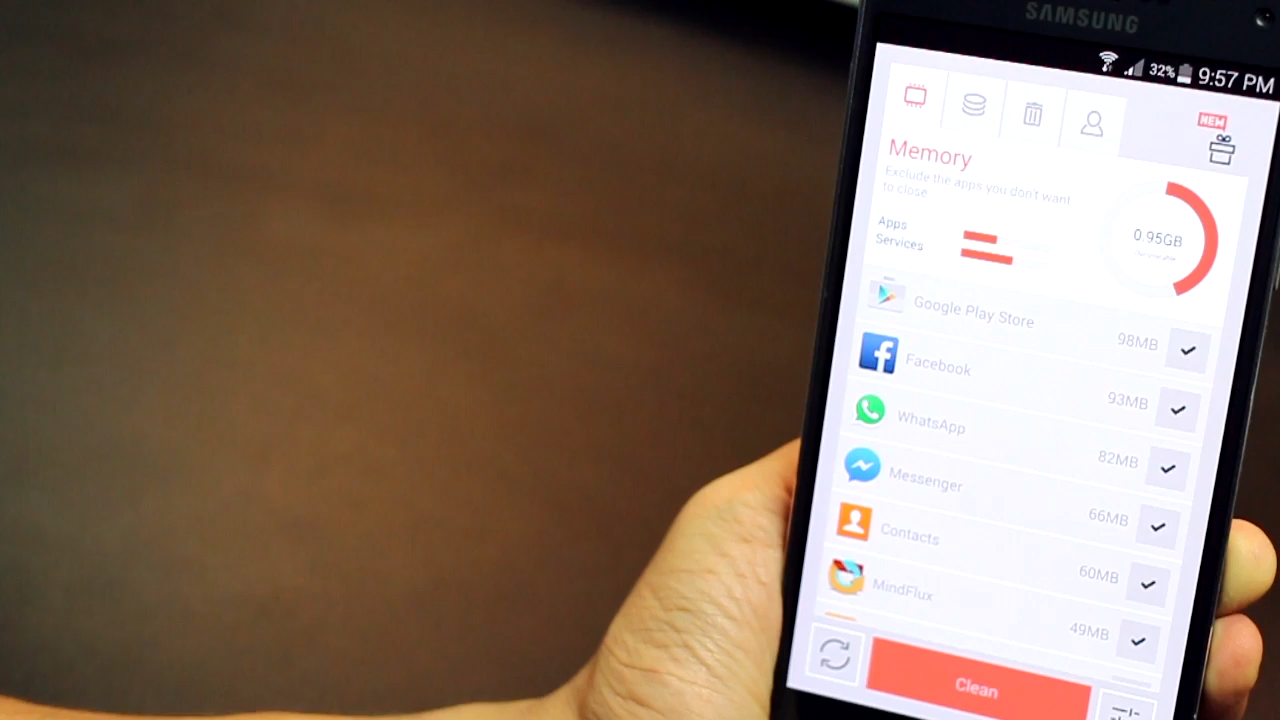 SAMSUNG
32% 9:57 PM
NEW
Memory
Exclude the apps you don't want
to close
Apps
Services
0.95GB
Google Play Store 98MB
Facebook 93MB
WhatsApp 82MB
Messenger 66MB
Contacts 60MB
MindFlux 49MB
Clean